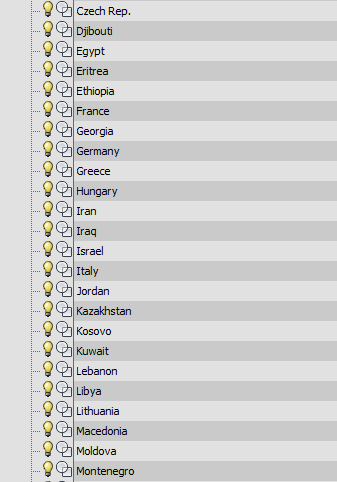 Czech Rep.
Djibouti
Egypt
Eritrea
Ethiopia
France
Georgia
Germany
Greece
Hungary
Iran
Iraq
Israel
Italy
Jordan
Kazakhstan
Kosovo
Kuwait
Lebanon
Libya
Lithuania
Macedonia
Moldova
Montenegro